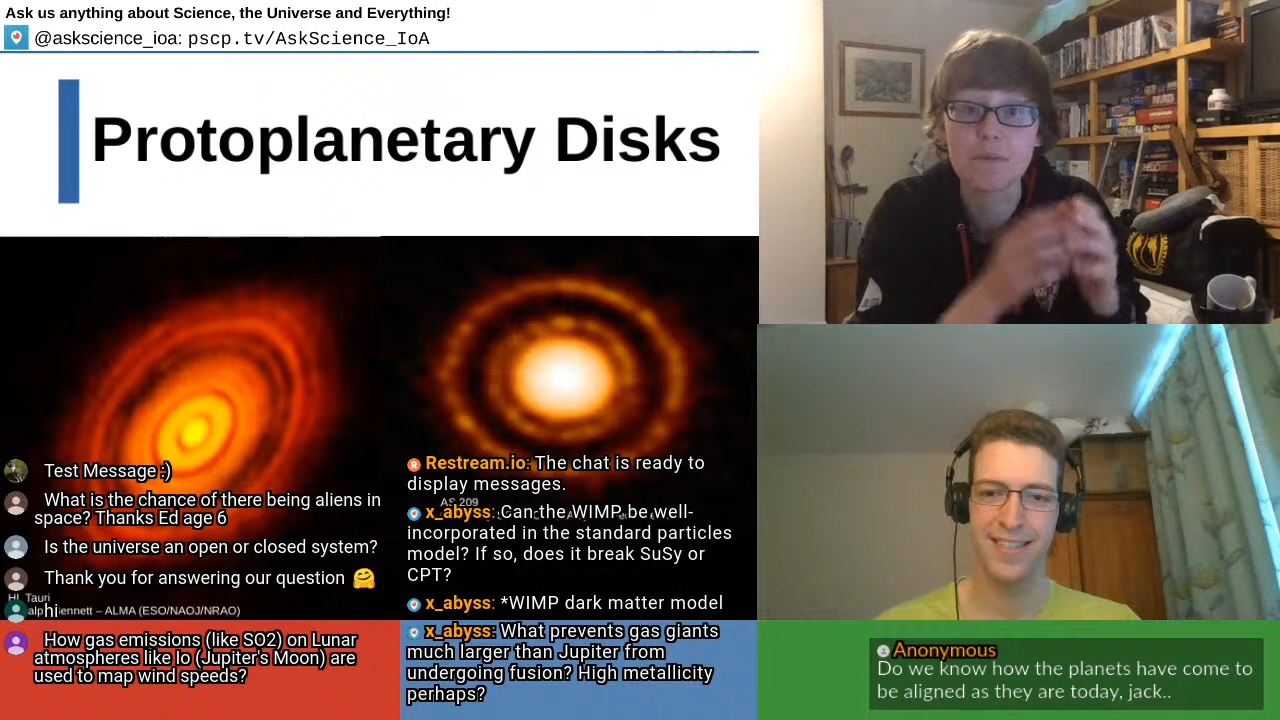 Ask us anything about Science, the Universe and Everything!
@askscience_ioa: pscp.tv/AskScience_IoA
Protoplanetary Disks
Test Message :)
What is the chance of there being aliens in
space? Thanks Ed age 6
Is the universe an open or closed system?
Thank you for answering our question 🤗
HL Tauri
hi
ennett – ALMA (ESO/NAOJ/NRAO)
How gas emissions (like SO2) on Lunar
atmospheres like Io (Jupiter's Moon) are
used to map wind speeds?
Restream.io: The chat is ready to
display messages.
AS 209
x_abyss: Can the WIMP be well-
incorporated in the standard particles
model? If so, does it break SuSy or
CPT?
x_abyss: *WIMP dark matter model
x_abyss: What prevents gas giants
much larger than Jupiter from
undergoing fusion? High metallicity
perhaps?
Anonymous
Do we know how the planets have come to
be aligned as they are today, jack..